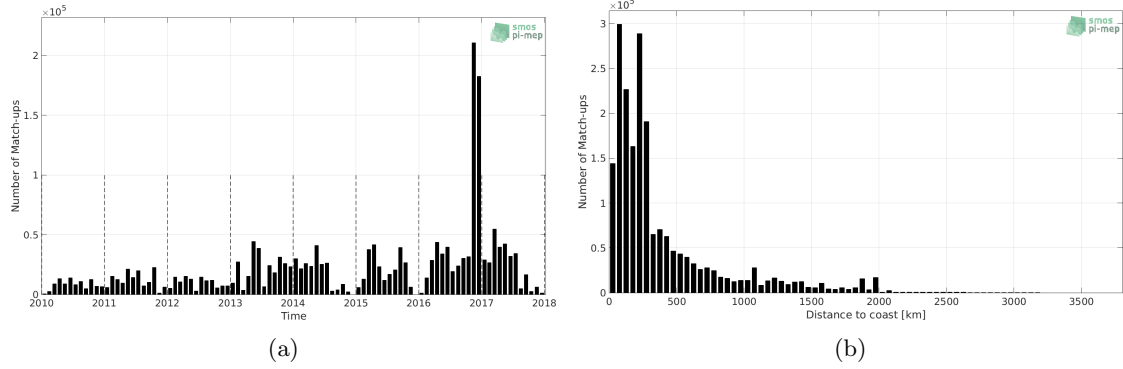 ×10⁵
smos
pi-mep
2
1.5
1
0.5
0
Number of Match-ups
2010 2011 2012 2013 2014 2015 2016 2017 2018
Time
(a)
×10⁵
smos
pi-mep
3
2.5
2
1.5
1
0.5
0
Number of Match-ups
0 500 1000 1500 2000 2500 3000 3500
Distance to coast [km]
(b)